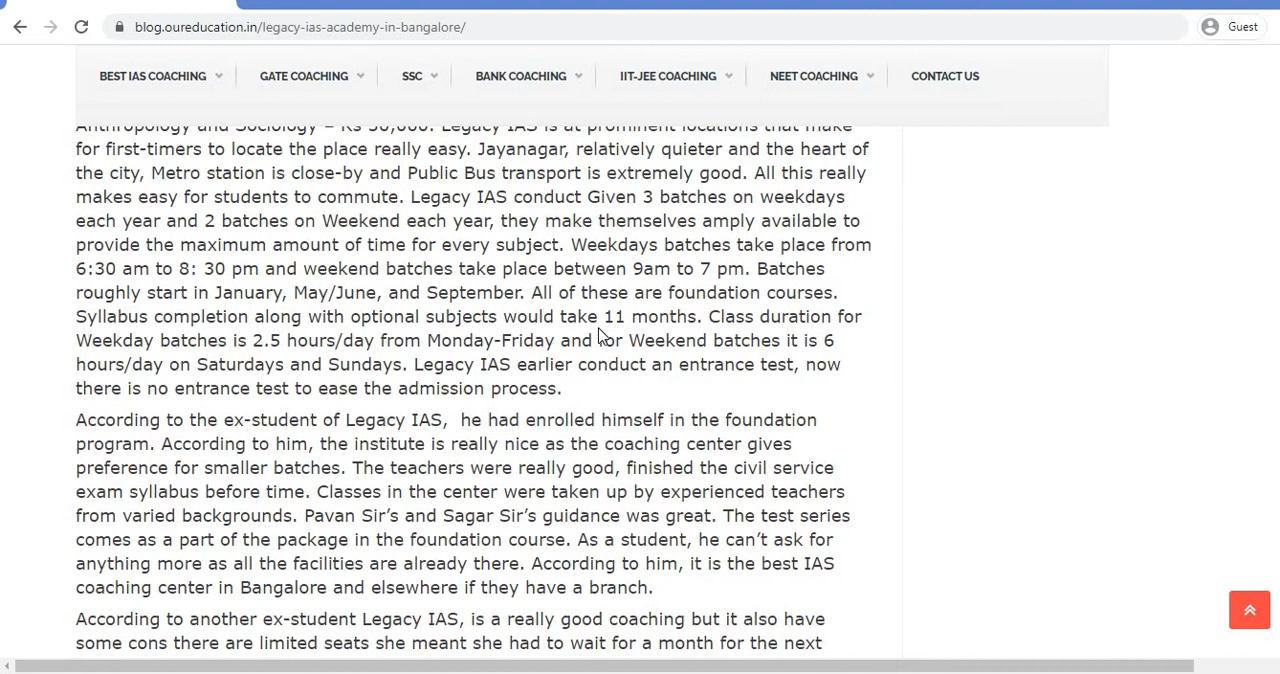 blog.oureducation.in/legacy-ias-academy-in-bangalore/
Guest
BEST IAS COACHING GATE COACHING SSC BANK COACHING IIT-JEE COACHING NEET COACHING CONTACT US
Anthropology and Sociology – Rs 50,000. Legacy IAS is at prominent locations that make
for first-timers to locate the place really easy. Jayanagar, relatively quieter and the heart of
the city, Metro station is close-by and Public Bus transport is extremely good. All this really
makes easy for students to commute. Legacy IAS conduct Given 3 batches on weekdays
each year and 2 batches on Weekend each year, they make themselves amply available to
provide the maximum amount of time for every subject. Weekdays batches take place from
6:30 am to 8: 30 pm and weekend batches take place between 9am to 7 pm. Batches
roughly start in January, May/June, and September. All of these are foundation courses.
Syllabus completion along with optional subjects would take 11 months. Class duration for
Weekday batches is 2.5 hours/day from Monday-Friday and for Weekend batches it is 6
hours/day on Saturdays and Sundays. Legacy IAS earlier conduct an entrance test, now
there is no entrance test to ease the admission process.
According to the ex-student of Legacy IAS,  he had enrolled himself in the foundation
program. According to him, the institute is really nice as the coaching center gives
preference for smaller batches. The teachers were really good, finished the civil service
exam syllabus before time. Classes in the center were taken up by experienced teachers
from varied backgrounds. Pavan Sir’s and Sagar Sir’s guidance was great. The test series
comes as a part of the package in the foundation course. As a student, he can’t ask for
anything more as all the facilities are already there. According to him, it is the best IAS
coaching center in Bangalore and elsewhere if they have a branch.
According to another ex-student Legacy IAS, is a really good coaching but it also have
some cons there are limited seats she meant she had to wait for a month for the next